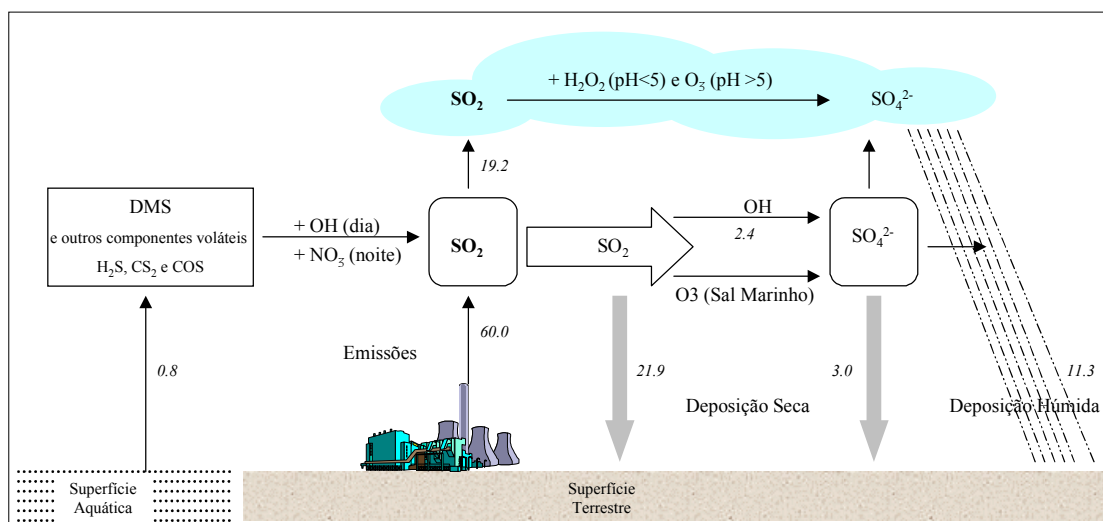 + H₂O₂ (pH<5) e O₃ (pH >5)
SO₂
SO₄²⁻
19.2
DMS
e outros componentes voláteis
H₂S, CS₂ e COS
+ OH (dia)
+ NO₃ (noite)
SO₂
SO₂
OH
2.4
O3 (Sal Marinho)
SO₄²⁻
0.8
Emissões
60.0
21.9
Deposição Seca
3.0
11.3
Deposição Húmida
Superfície
Aquática
Superfície
Terrestre